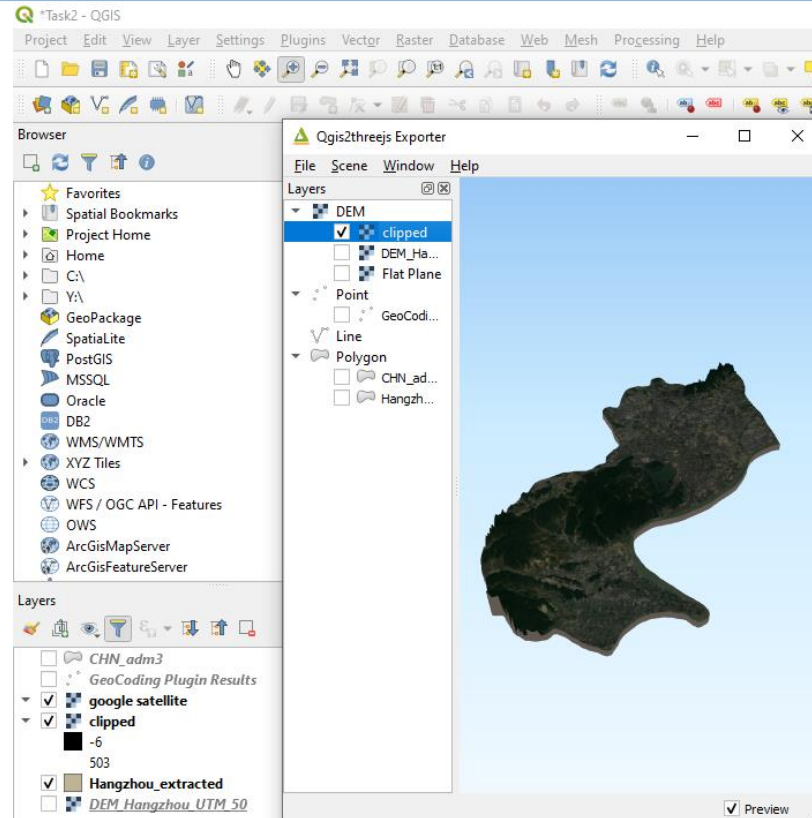 *Task2 - QGIS
Project Edit View Layer Settings Plugins Vector Raster Database Web Mesh Processing Help
Browser
Favorites
Spatial Bookmarks
Project Home
Home
C:\
Y:\
GeoPackage
SpatiaLite
PostGIS
MSSQL
Oracle
DB2
DB2
WMS/WMTS
XYZ Tiles
WCS
WFS / OGC API - Features
OWS
ArcGisMapServer
ArcGisFeatureServer
Layers
CHN_adm3
GeoCoding Plugin Results
google satellite
clipped
-6
503
Hangzhou_extracted
DEM_Hangzhou_UTM_50
Qgis2threejs Exporter
File Scene Window Help
Layers
DEM
clipped
DEM_Ha...
Flat Plane
Point
GeoCodi...
Line
Polygon
CHN_ad...
Hangzh...
Preview